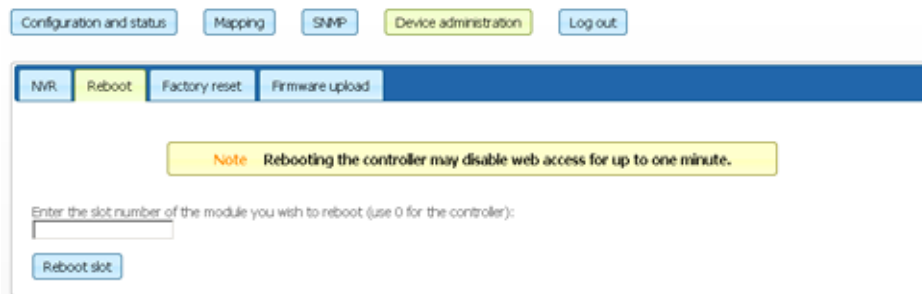 Configuration and status Mapping SNMP Device administration Log out
NVR Reboot Factory reset Firmware upload
Note Rebooting the controller may disable web access for up to one minute.
Enter the slot number of the module you wish to reboot (use 0 for the controller):
Reboot slot